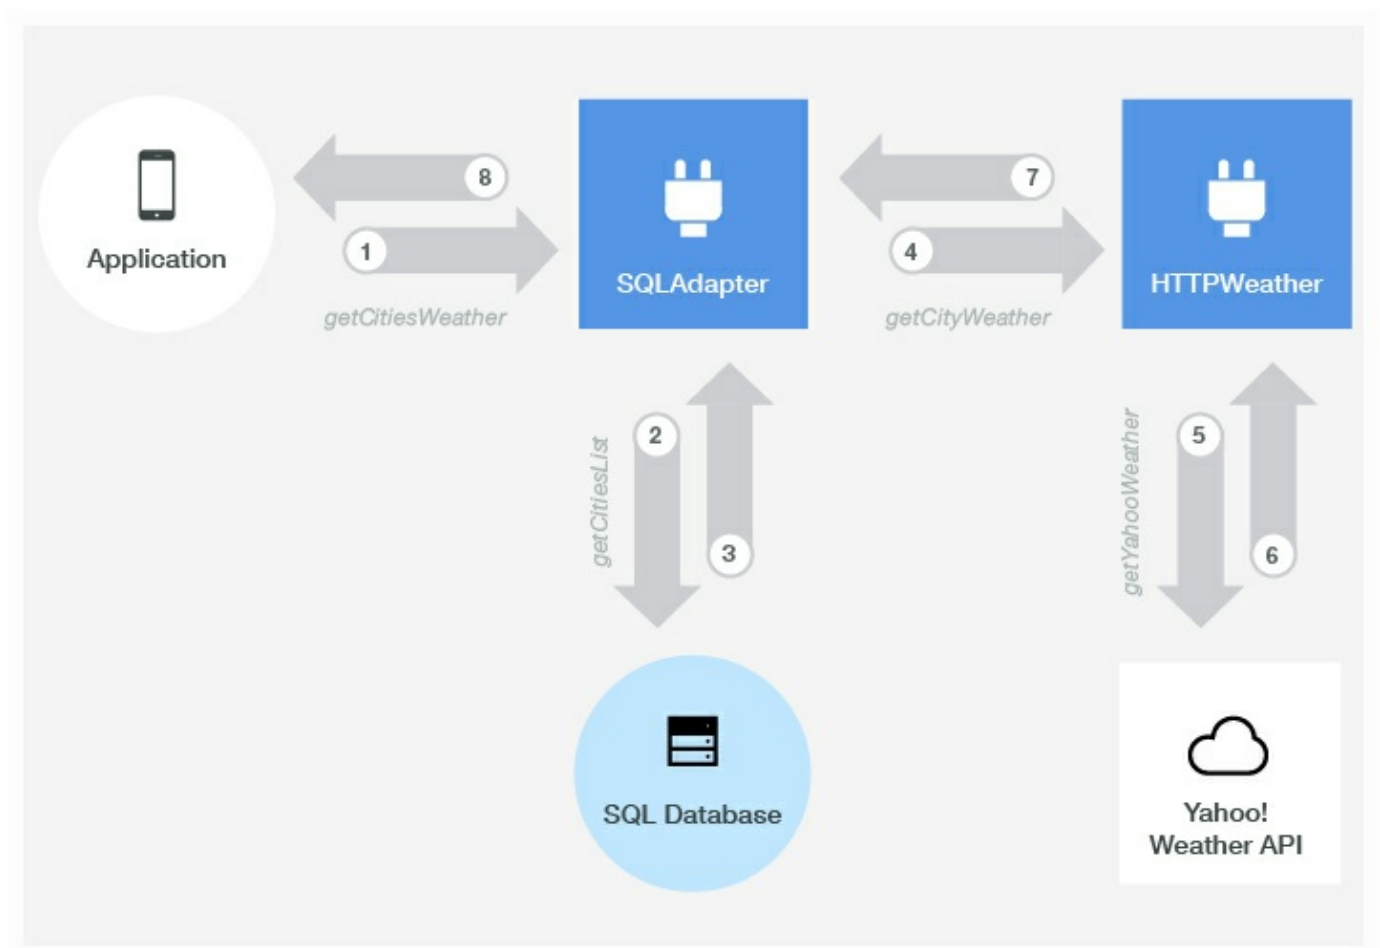 8
7
1
4
Application
SQLAdapter
HTTPWeather
getCitiesWeather
getCityWeather
getCitiesList
2
3
getYahooWeather
5
6
SQL Database
Yahoo!
Weather API